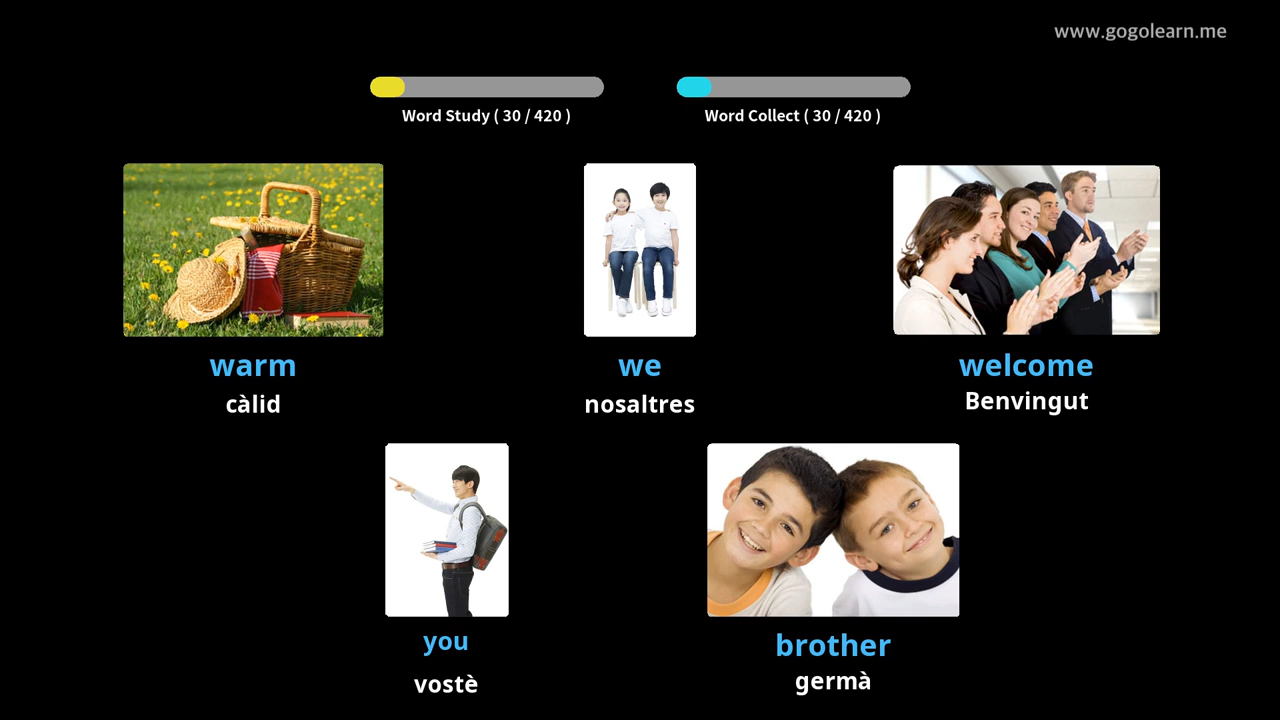 www.gogolearn.me
Word Study ( 30 / 420 )
Word Collect ( 30 / 420 )
warm
càlid
we
nosaltres
welcome
Benvingut
you
vostè
brother
germà